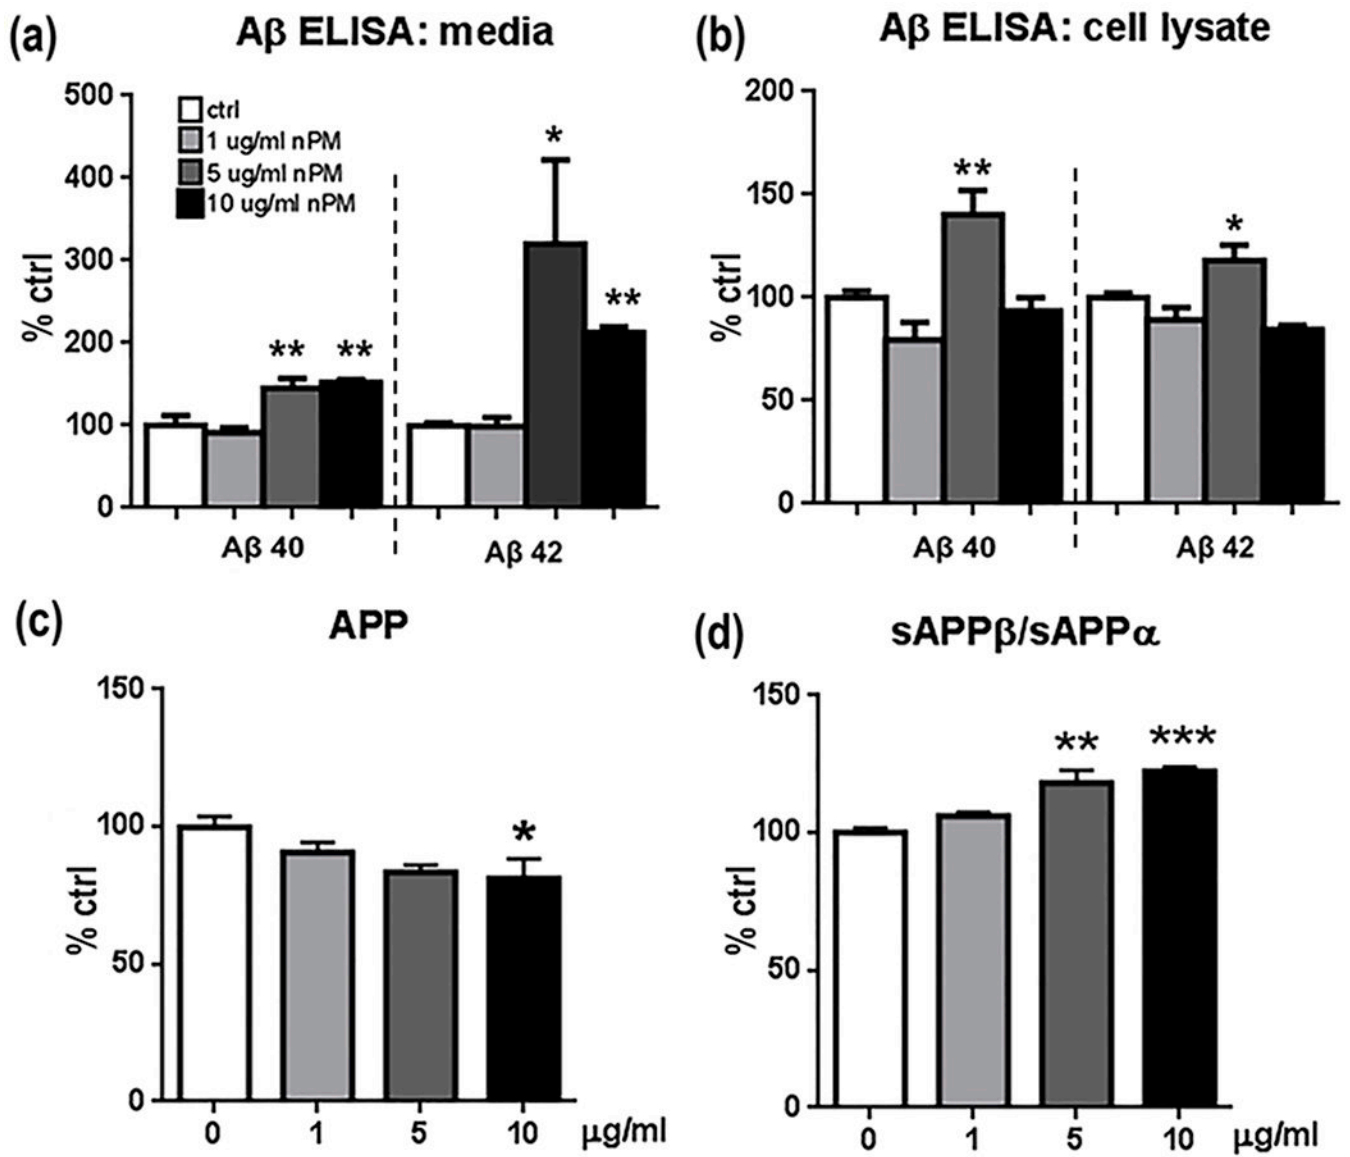 (a) Aβ ELISA: media
500
400
300
200
100
0
% ctrl
ctrl
1 ug/ml nPM
5 ug/ml nPM
10 ug/ml nPM
** ** * **
Aβ 40 Aβ 42
(b) Aβ ELISA: cell lysate
200
150
100
50
0
% ctrl
** *
Aβ 40 Aβ 42
(c) APP
150
100
50
0
% ctrl
*
0 1 5 10 µg/ml
(d) sAPPβ/sAPPα
150
100
50
0
% ctrl
** ***
0 1 5 10 µg/ml